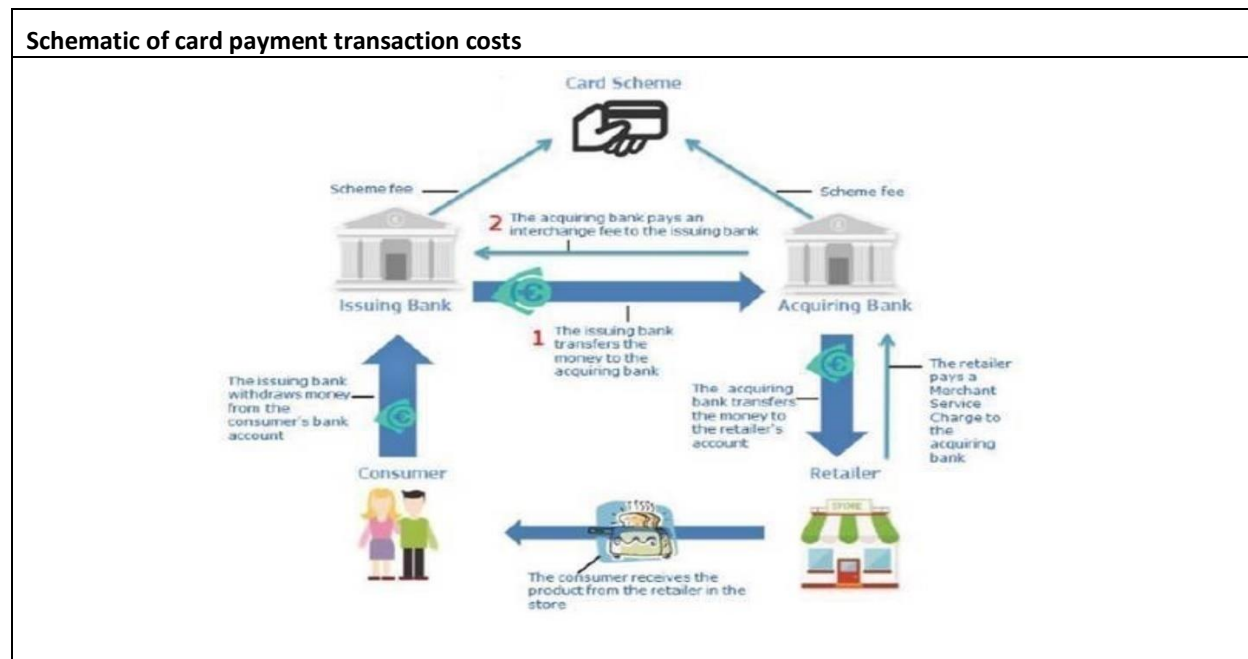 Schematic of card payment transaction costs
Card Scheme
Scheme fee
Scheme fee
2 The acquiring bank pays an
interchange fee to the issuing bank
Issuing Bank
Acquiring Bank
1 The issuing bank
transfers the
money to the
acquiring bank
The issuing bank
withdraws money
from the
consumer's bank
account
The acquiring
bank transfers
the money to
the retailer's
account
The retailer
pays a
Merchant
Service
Charge to
the
acquiring
bank
Consumer
Retailer
STORE
The consumer receives the
product from the retailer in the
store